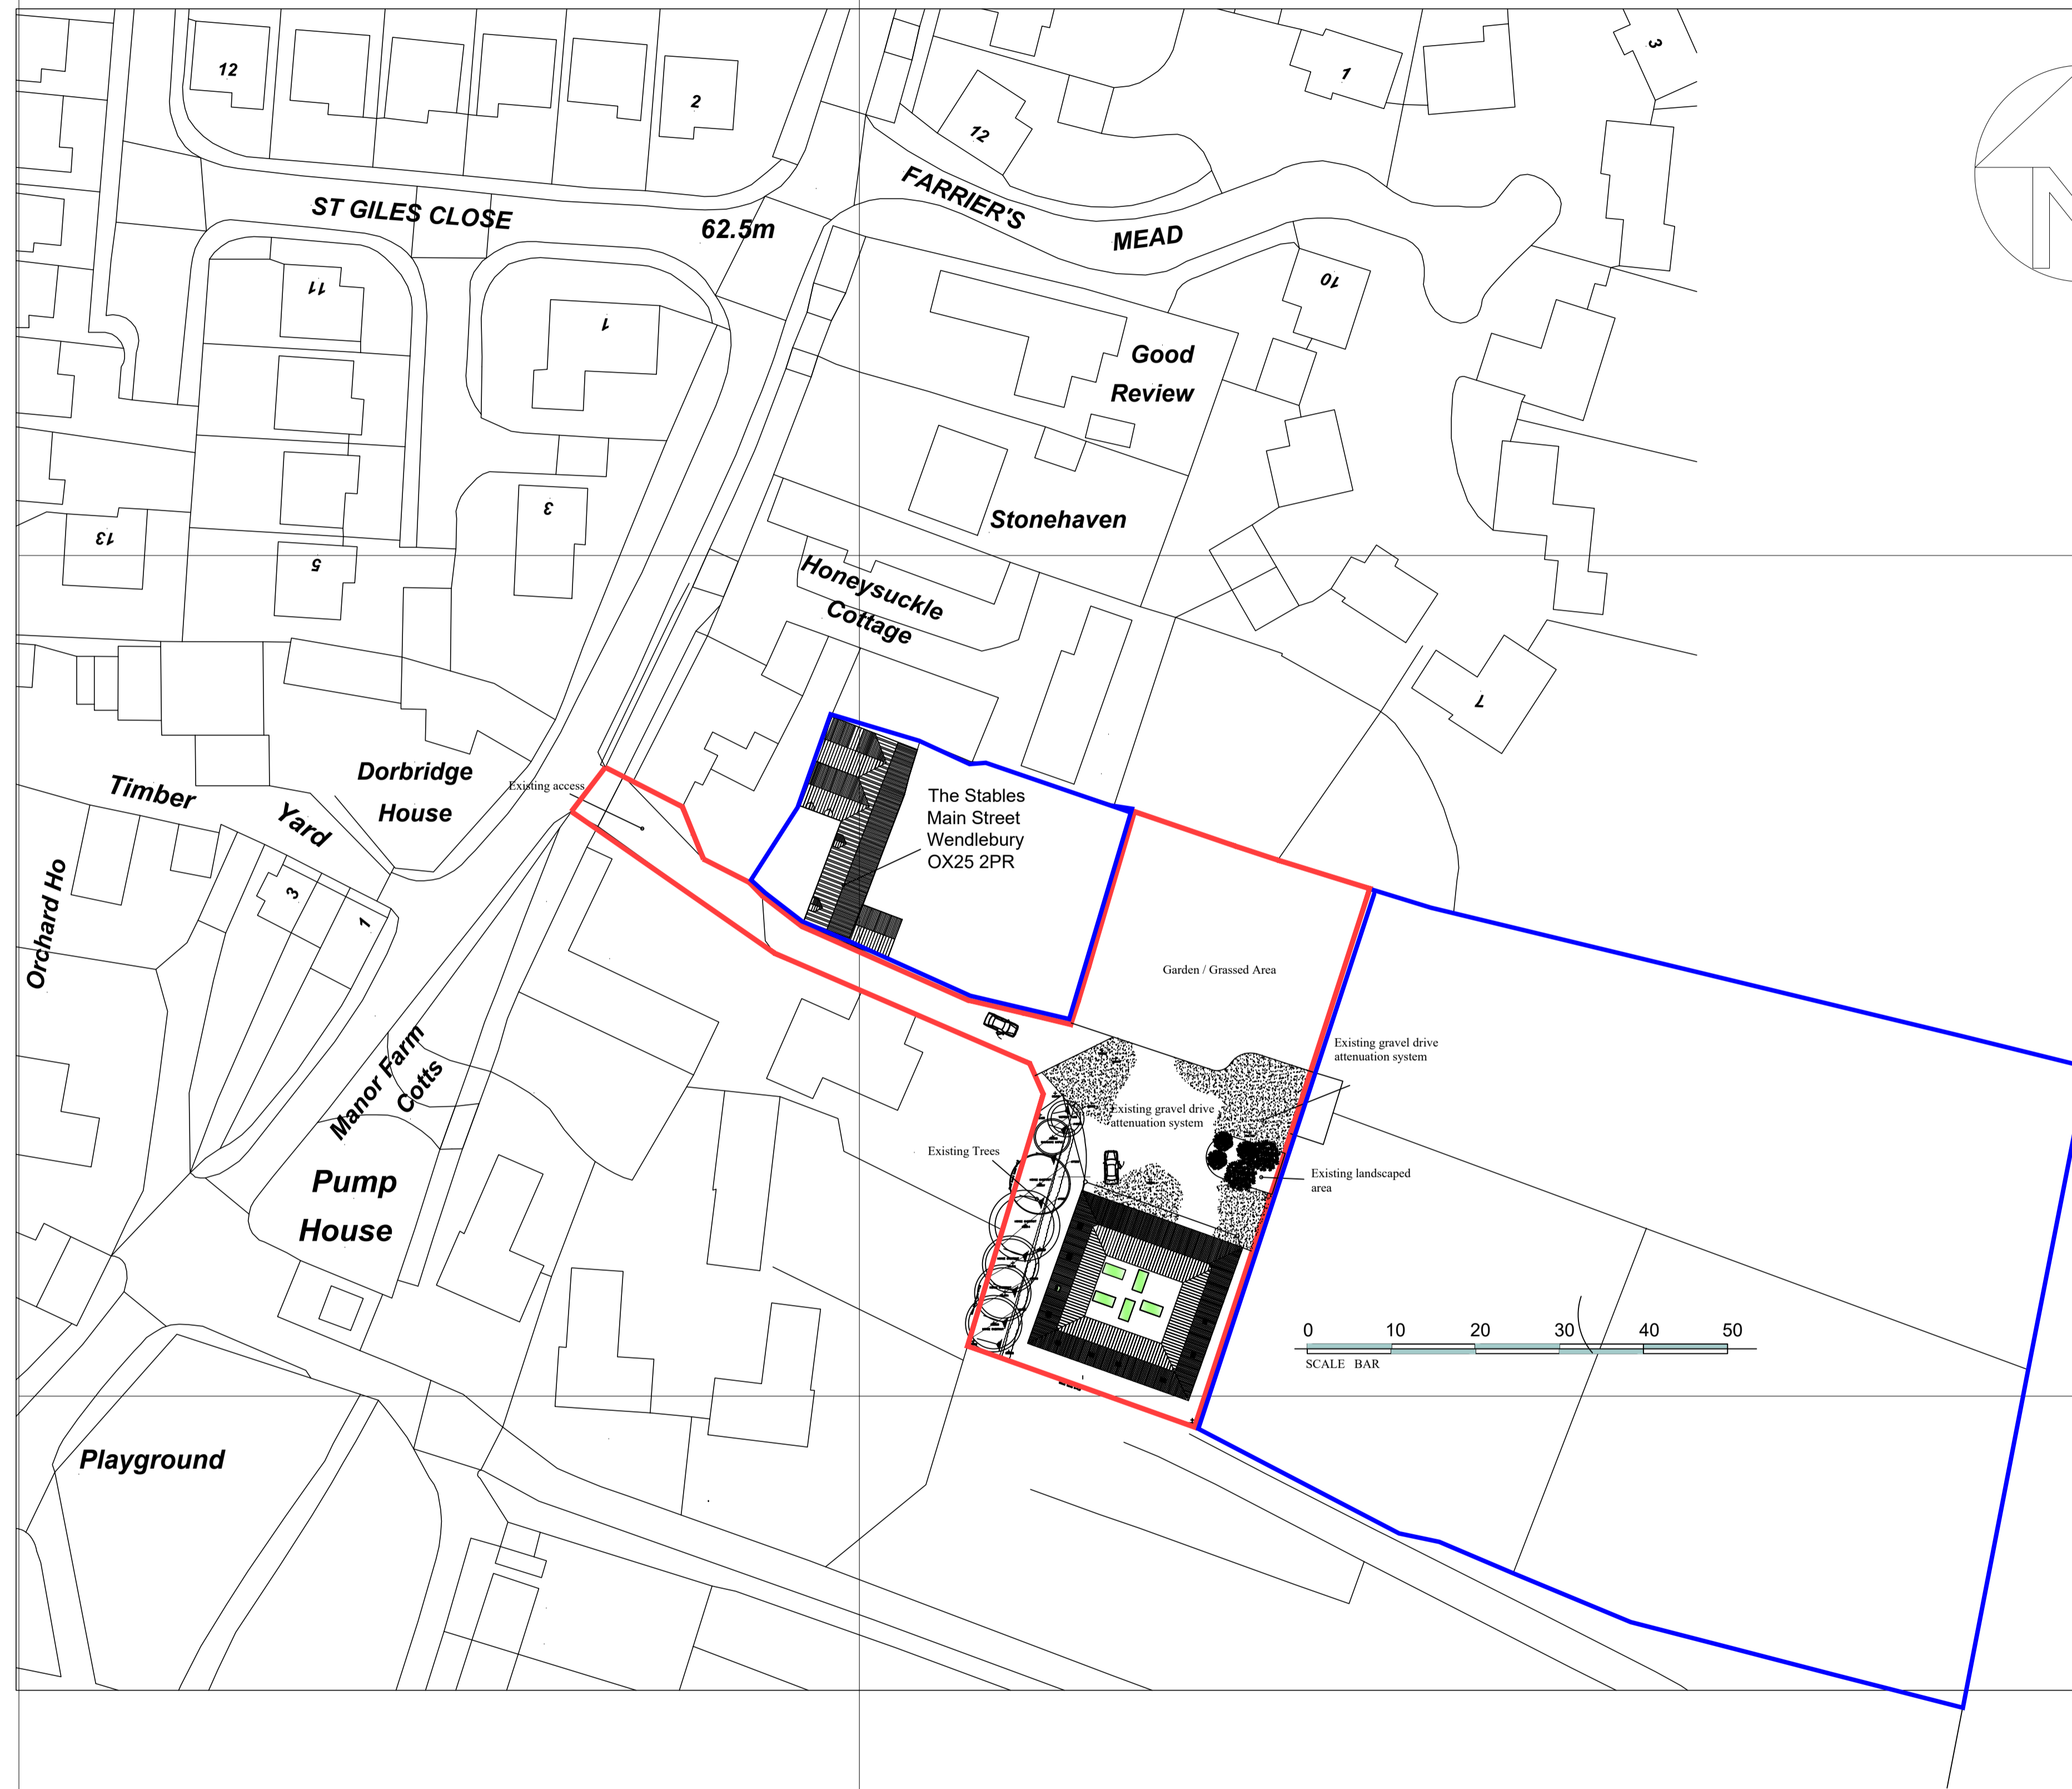 12
2
12
1
3
ST GILES CLOSE
62.5m
FARRIER'S
MEAD
11
1
10
Good
Review
3
13
5
Stonehaven
Honeysuckle
Cottage
7
Timber
Yard
Dorbridge
House
Existing access
The Stables
Main Street
Wendlebury
OX25 2PR
Orchard Ho
3
1
Garden / Grassed Area
Manor Farm
Cotts
Existing gravel drive
attenuation system
Existing gravel drive
attenuation system
Existing Trees
Existing landscaped
area
Pump
House
0 10 20 30 40 50
SCALE BAR
Playground
N